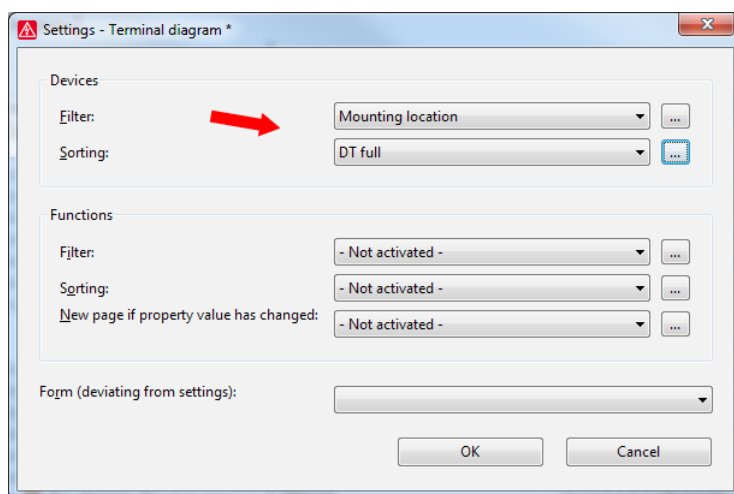 Settings - Terminal diagram *
Devices
Filter: Mounting location ...
Sorting: DT full ...
Functions
Filter: - Not activated - ...
Sorting: - Not activated - ...
New page if property value has changed: - Not activated - ...
Form (deviating from settings):
OK Cancel